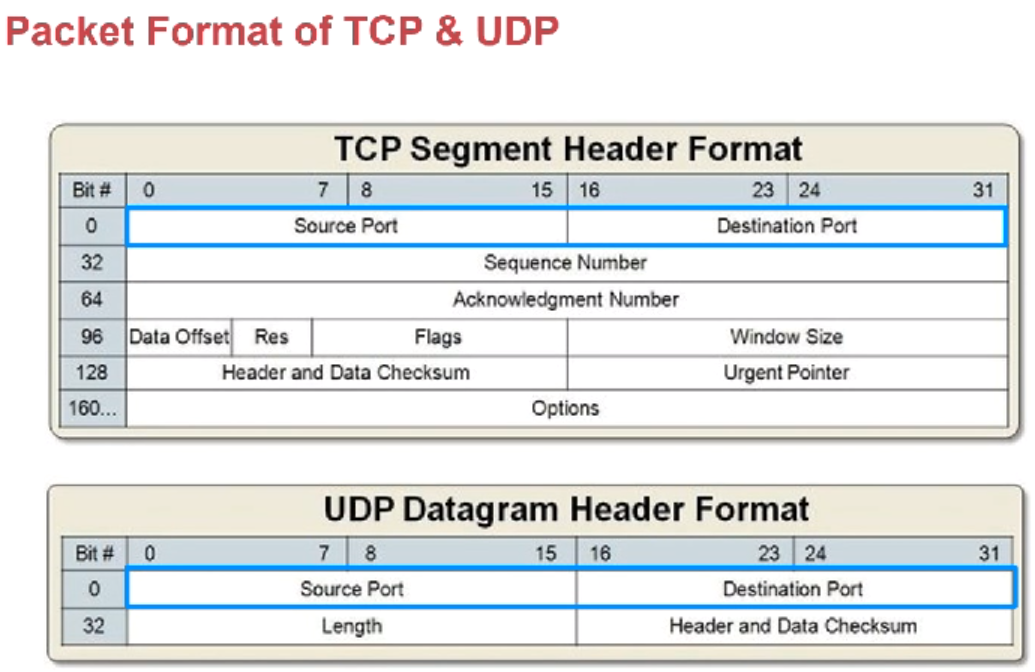 Packet Format of TCP & UDP
TCP Segment Header Format
Bit # 0 7 8 15 16 23 24 31
0 Source Port Destination Port
32 Sequence Number
64 Acknowledgment Number
96 Data Offset Res Flags Window Size
128 Header and Data Checksum Urgent Pointer
160... Options
UDP Datagram Header Format
Bit # 0 7 8 15 16 23 24 31
0 Source Port Destination Port
32 Length Header and Data Checksum